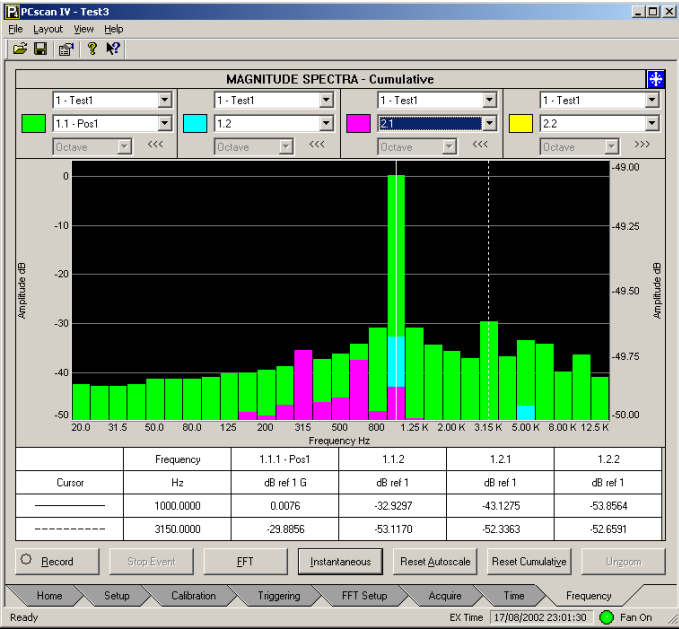 PCscan IV - Test3
File Layout View Help
MAGNITUDE SPECTRA - Cumulative
1 - Test1 1 - Test1 1 - Test1 1 - Test1
1.1 - Pos1 1.2 2.1 2.2
Octave <<< Octave <<< Octave <<< Octave >>>
0 -49.00
-10 -49.25
-20
-49.50
-30
-49.75
-40
-50 -50.00
Amplitude dB
Amplitude dB
20.0 31.5 50.0 80.0 125 200 315 500 800 1.25 K 2.00 K 3.15 K 5.00 K 8.00 K 12.5 K
Frequency Hz
Frequency 1.1.1 - Pos1 1.1.2 1.2.1 1.2.2
Cursor Hz dB ref 1 G dB ref 1 dB ref 1 dB ref 1
1000.0000 0.0076 -32.9297 -43.1275 -53.8564
3150.0000 -29.8856 -53.1170 -52.3363 -52.6591
Record Stop Event FFT Instantaneous Reset Autoscale Reset Cumulative Unzoom
Home Setup Calibration Triggering FFT Setup Acquire Time Frequency
Ready EX Time 17/08/2002 23:01:30 Fan On